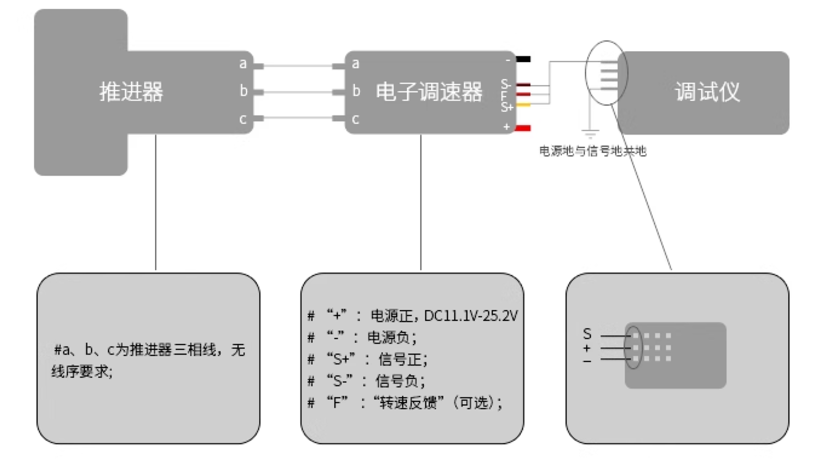 推进器
a
b
c
a
b
c
电子调速器
-
S-
F
S+
+
调试仪
电源地与信号地共地
#a、b、c为推进器三相线，无
线序要求;
# “+”：电源正，DC11.1V-25.2V
# “-”：电源负；
# “S+”：信号正；
# “S-”：信号负；
# “F” ：“转速反馈”（可选）；
S
+
−